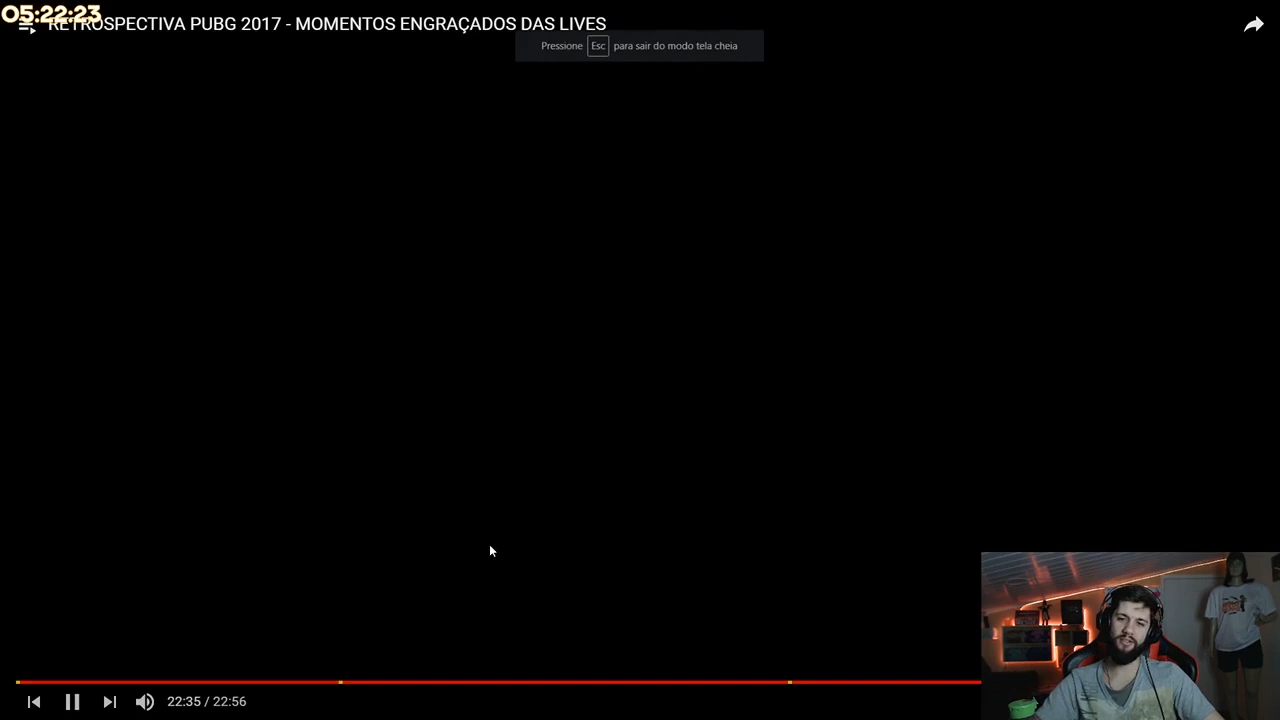 05:22:23
RETROSPECTIVA PUBG 2017 - MOMENTOS ENGRAÇADOS DAS LIVES
Pressione Esc para sair do modo tela cheia
22:35 / 22:56